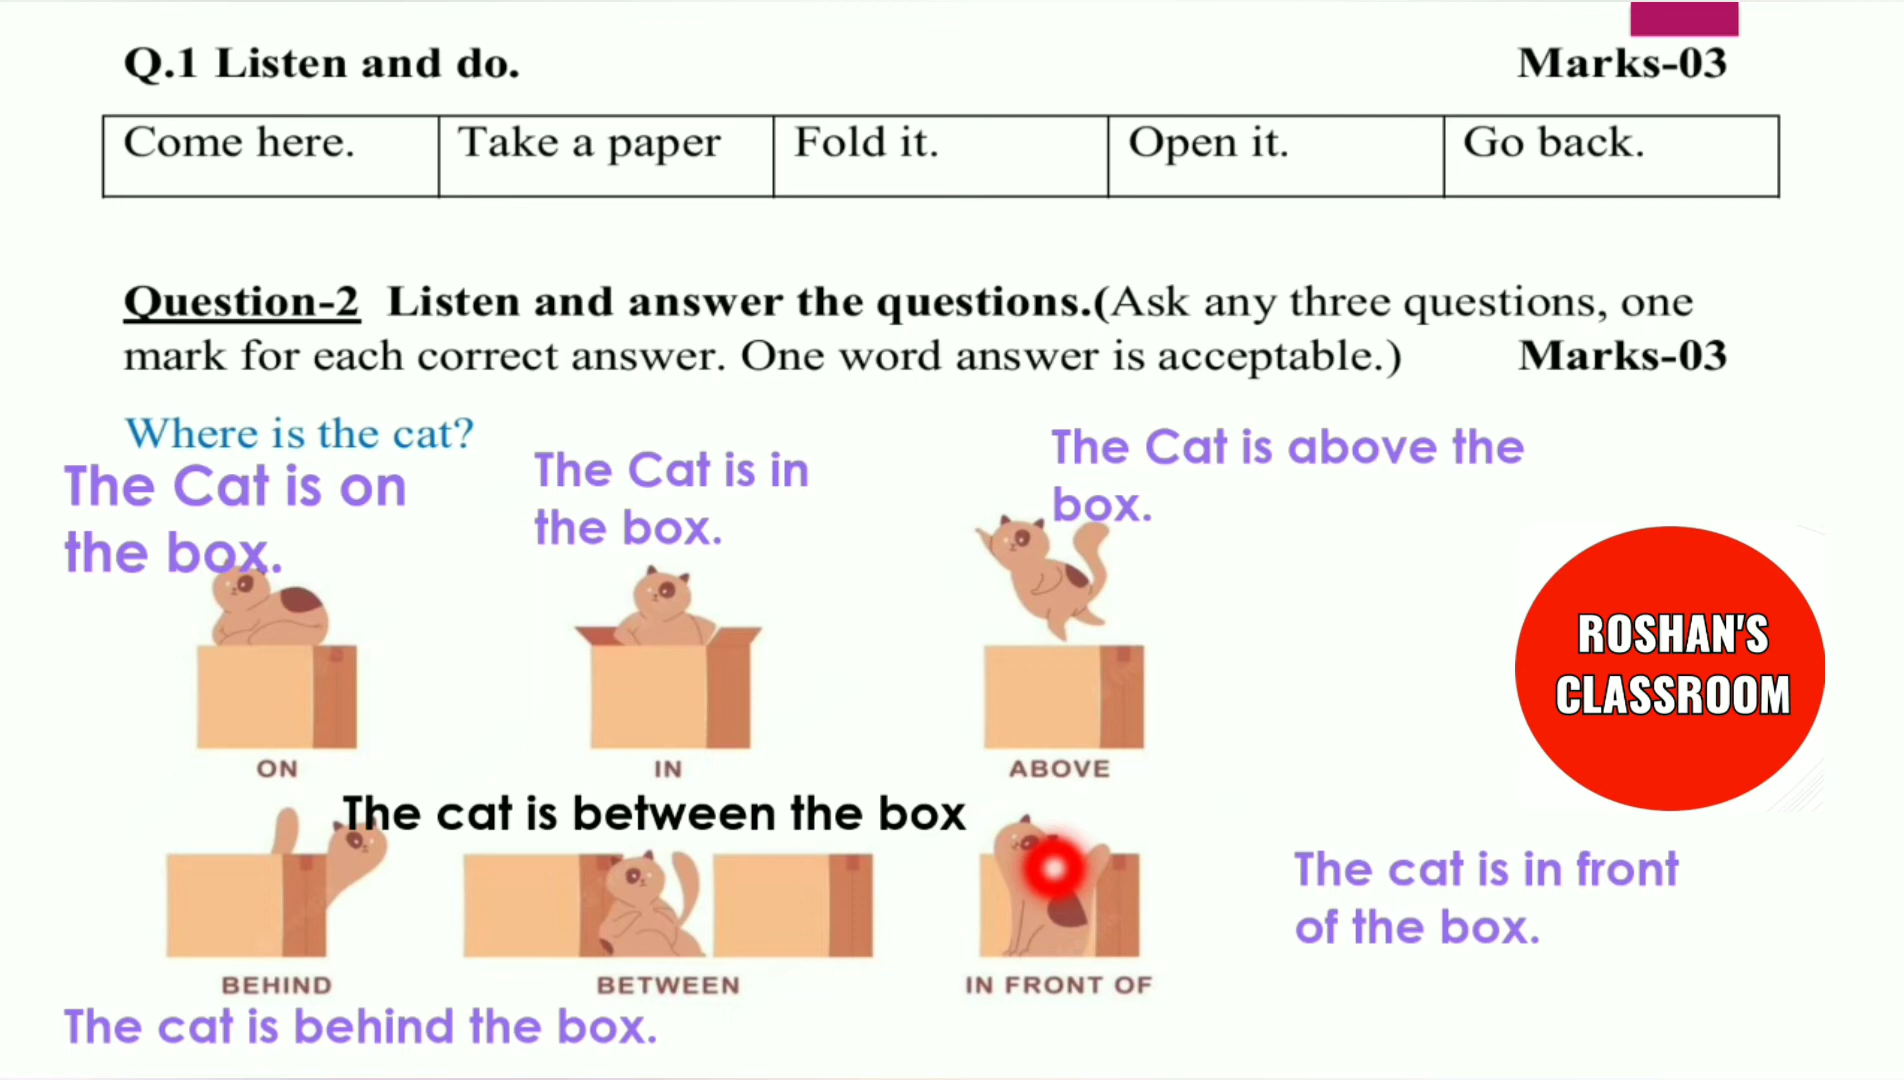 Q.1 Listen and do. Marks-03
Come here. Take a paper Fold it. Open it. Go back.
Question-2 Listen and answer the questions.(Ask any three questions, one
mark for each correct answer. One word answer is acceptable.) Marks-03
Where is the cat?
The Cat is on
the box.
The Cat is in
the box.
The Cat is above the
box.
ROSHAN'S
CLASSROOM
ON IN ABOVE
The cat is between the box
The cat is in front
of the box.
BEHIND BETWEEN IN FRONT OF
The cat is behind the box.